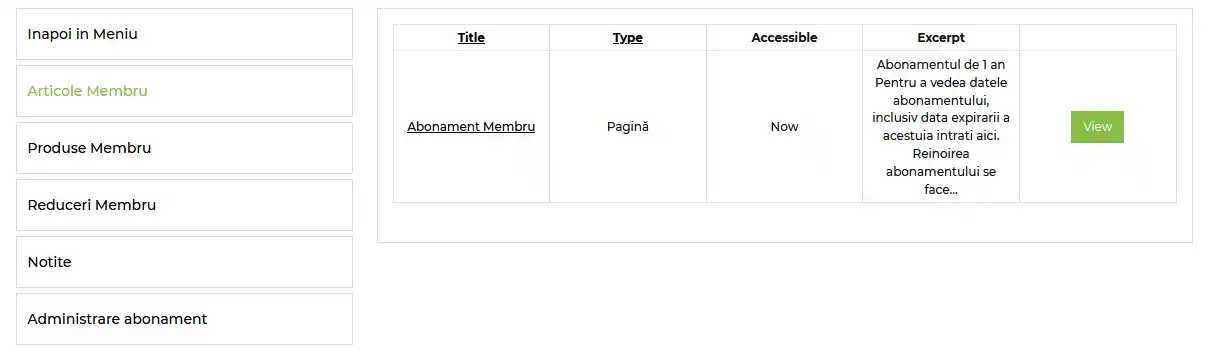 Inapoi in Meniu
Articole Membru
Produse Membru
Reduceri Membru
Notite
Administrare abonament
Title Type Accessible Excerpt
Abonament Membru Pagină Now
Abonamentul de 1 an
Pentru a vedea datele
abonamentului,
inclusiv data expirarii a
acestuia intrati aici.
Reinoirea
abonamentului se
face...
View